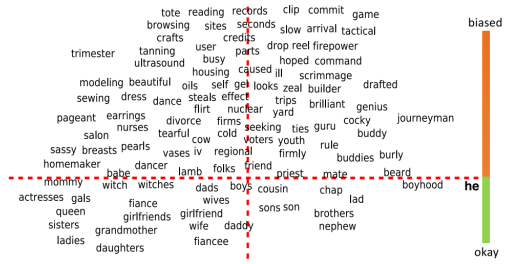 tote reading records clip commit game
biased
browsing sites seconds slow arrival tactical
crafts user credits drop reel firepower
trimester tanning busy parts hoped command
ultrasound housing caused ill scrimmage
modeling beautiful oils self get looks zeal builder drafted
sewing dress dance steals effect trips brilliant genius
pageant earrings divorce flirt firms nuclear yard cocky journeyman
salon nurses tearful cow cold seeking ties guru buddy
sassy breasts pearls vases iv regional voters youth firmly rule buddies burly
homemaker babe dancer lamb folks friend priest mate beard
mommy witch witches dads boys cousin chap boyhood he
actresses gals fiance wives sons son lad
queen girlfriends girlfriend brothers
sisters grandmother wife daddy nephew
ladies daughters fiancee
okay